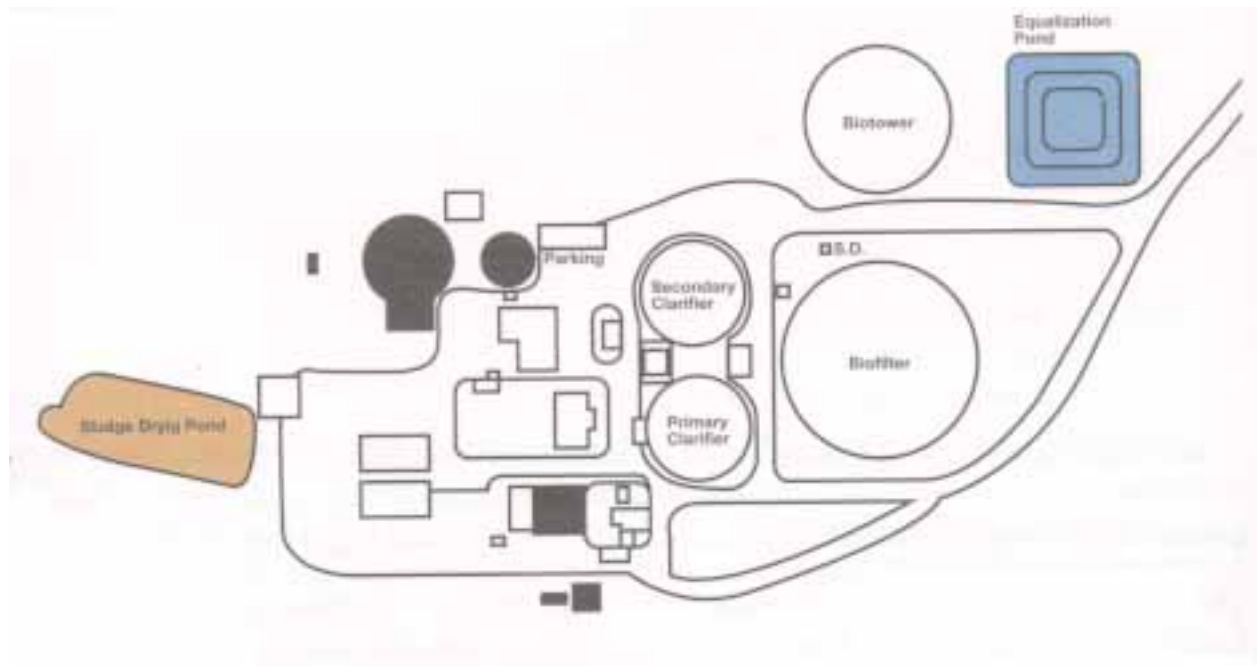 Equalization
Pond
Biotower
S.D.
Parking
Secondary
Clarifier
Biofilter
Primary
Clarifier
Sludge Dryig Pond